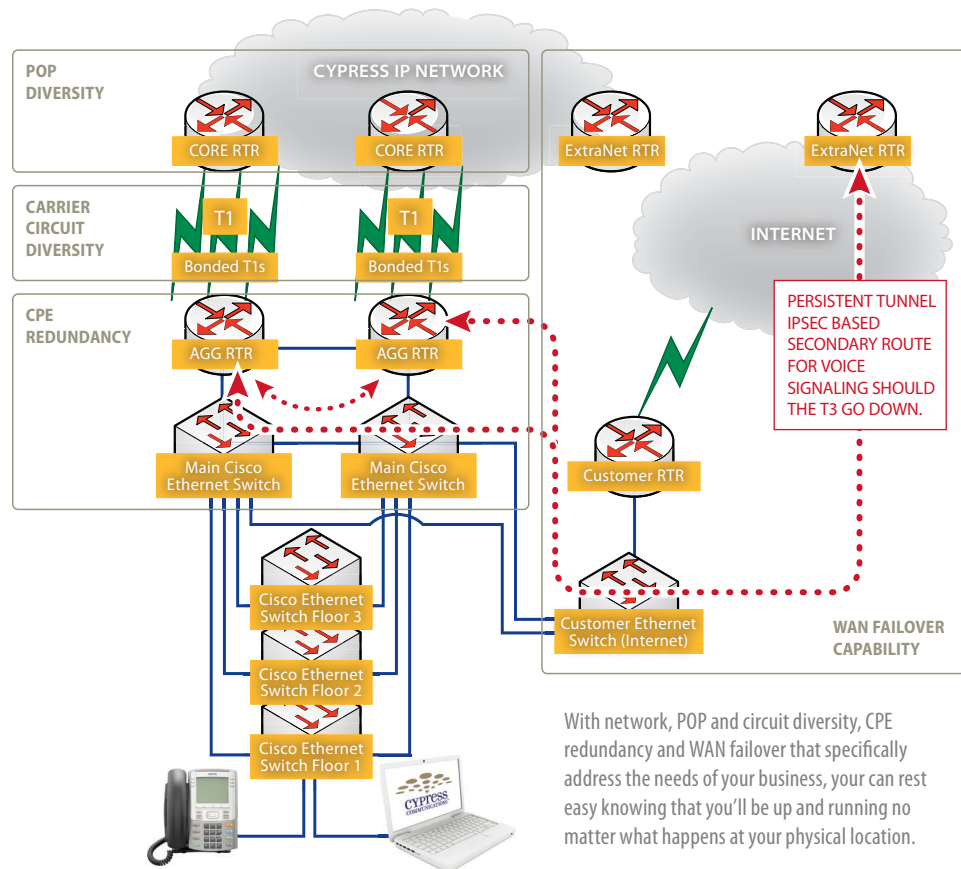 POP
DIVERSITY
CYPRESS IP NETWORK
CORE RTR
CORE RTR
ExtraNet RTR
ExtraNet RTR
CARRIER
CIRCUIT
DIVERSITY
T1
T1
Bonded T1s
Bonded T1s
INTERNET
CPE
REDUNDANCY
AGG RTR
AGG RTR
PERSISTENT TUNNEL
IPSEC BASED
SECONDARY ROUTE
FOR VOICE
SIGNALING SHOULD
THE T3 GO DOWN.
Main Cisco
Ethernet Switch
Main Cisco
Ethernet Switch
Customer RTR
Cisco Ethernet
Switch Floor 3
Cisco Ethernet
Switch Floor 2
Cisco Ethernet
Switch Floor 1
Customer Ethernet
Switch (Internet)
WAN FAILOVER
CAPABILITY
CYPRESS
COMMUNICATIONS
With network, POP and circuit diversity, CPE
redundancy and WAN failover that specifically
address the needs of your business, your can rest
easy knowing that you’ll be up and running no
matter what happens at your physical location.